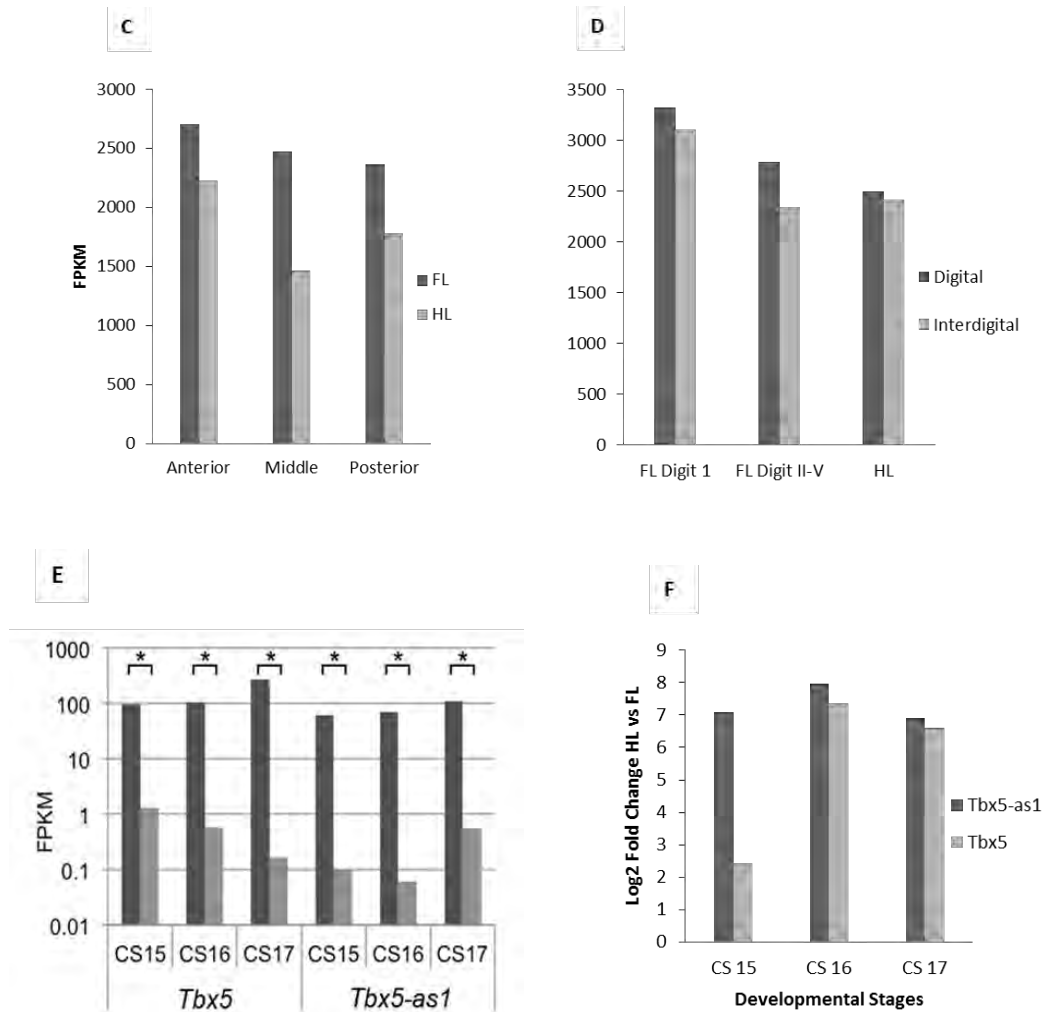 C
3000
2500
2000
1500
1000
500
0
FPKM
Anterior Middle Posterior
FL
HL
D
3500
3000
2500
2000
1500
1000
500
0
FL Digit 1 FL Digit II-V HL
Digital
Interdigital
E
1000
100
10
1
0.1
0.01
FPKM
* * * * * *
CS15 CS16 CS17 CS15 CS16 CS17
Tbx5 Tbx5-as1
F
9
8
7
6
5
4
3
2
1
0
Log2 Fold Change HL vs FL
CS 15 CS 16 CS 17
Developmental Stages
Tbx5-as1
Tbx5